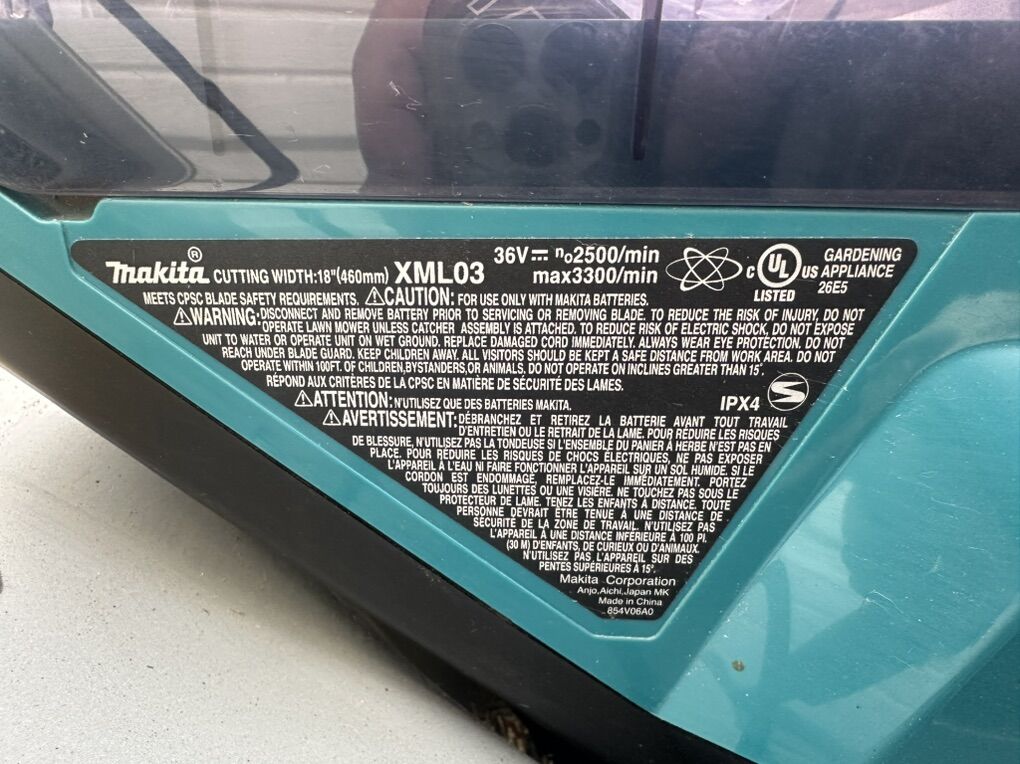 makita® CUTTING WIDTH:18"(460mm) XML03 36V⎓ n₀2500/min max3300/min
C UL US LISTED GARDENING APPLIANCE 26E5
MEETS CPSC BLADE SAFETY REQUIREMENTS. ⚠CAUTION: FOR USE ONLY WITH MAKITA BATTERIES.
⚠WARNING: DISCONNECT AND REMOVE BATTERY PRIOR TO SERVICING OR REMOVING BLADE. TO REDUCE THE RISK OF INJURY, DO NOT
OPERATE LAWN MOWER UNLESS CATCHER ASSEMBLY IS ATTACHED. TO REDUCE RISK OF ELECTRIC SHOCK, DO NOT EXPOSE
UNIT TO WATER OR OPERATE UNIT ON WET GROUND. REPLACE DAMAGED CORD IMMEDIATELY. ALWAYS WEAR EYE PROTECTION. DO NOT
REACH UNDER BLADE GUARD. KEEP CHILDREN AWAY. ALL VISITORS SHOULD BE KEPT A SAFE DISTANCE FROM WORK AREA. DO NOT
OPERATE WITHIN 100FT. OF CHILDREN,BYSTANDERS,OR ANIMALS. DO NOT OPERATE ON INCLINES GREATER THAN 15°.
RÉPOND AUX CRITÈRES DE LA CPSC EN MATIÈRE DE SÉCURITÉ DES LAMES.
⚠ATTENTION: N'UTILISEZ QUE DES BATTERIES MAKITA.
IPX4
⚠AVERTISSEMENT: DÉBRANCHEZ ET RETIREZ LA BATTERIE AVANT TOUT TRAVAIL
D'ENTRETIEN OU LE RETRAIT DE LA LAME. POUR RÉDUIRE LES RISQUES
DE BLESSURE, N'UTILISEZ PAS LA TONDEUSE SI L'ENSEMBLE DU PANIER À HERBE N'EST PAS EN
PLACE. POUR RÉDUIRE LES RISQUES DE CHOCS ÉLECTRIQUES, NE PAS EXPOSER
L'APPAREIL À L'EAU NI FAIRE FONCTIONNER L'APPAREIL SUR UN SOL HUMIDE. SI LE
CORDON EST ENDOMMAGÉ, REMPLACEZ-LE IMMÉDIATEMENT. PORTEZ
TOUJOURS DES LUNETTES OU UNE VISIÈRE. NE TOUCHEZ PAS SOUS LE
PROTECTEUR DE LAME. TENEZ LES ENFANTS À DISTANCE. TOUTE
PERSONNE DEVRAIT ÊTRE TENUE À UNE DISTANCE DE
SÉCURITÉ DE LA ZONE DE TRAVAIL. N'UTILISEZ PAS
L'APPAREIL À UNE DISTANCE INFÉRIEURE À 100 PI.
(30 M) D'ENFANTS, DE CURIEUX OU D'ANIMAUX.
N'UTILISEZ PAS L'APPAREIL SUR DES
PENTES SUPÉRIEURES À 15°.
Makita Corporation
Anjo,Aichi,Japan MK
Made in China
854V06A0